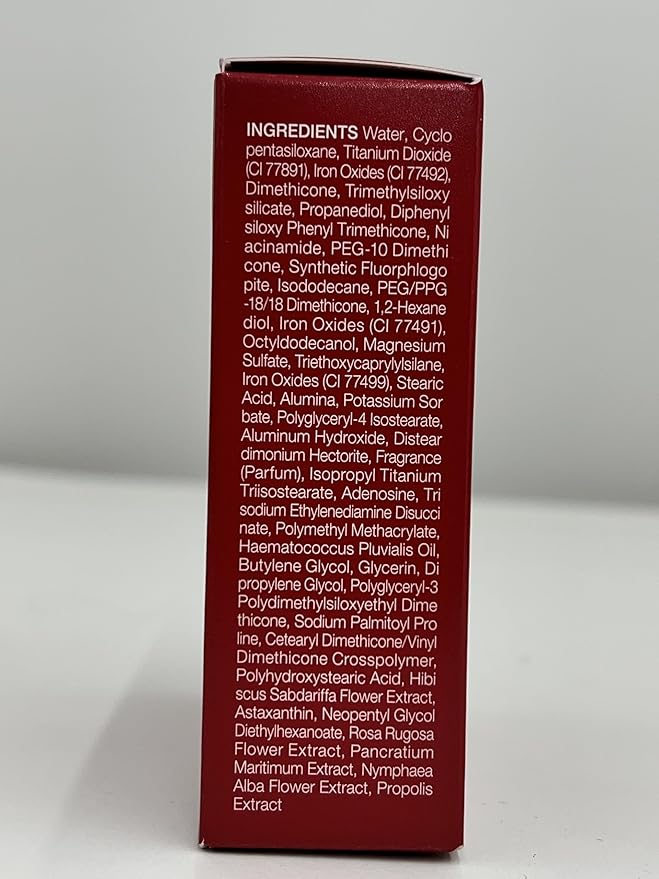 INGREDIENTS Water, Cyclo
pentasiloxane, Titanium Dioxide
(CI 77891), Iron Oxides (CI 77492),
Dimethicone, Trimethylsiloxy
silicate, Propanediol, Diphenyl
siloxy Phenyl Trimethicone, Ni
acinamide, PEG-10 Dimethi
cone, Synthetic Fluorphlogo
pite, Isododecane, PEG/PPG
-18/18 Dimethicone, 1,2-Hexane
diol, Iron Oxides (CI 77491),
Octyldodecanol, Magnesium
Sulfate, Triethoxycaprylylsilane,
Iron Oxides (CI 77499), Stearic
Acid, Alumina, Potassium Sor
bate, Polyglyceryl-4 Isostearate,
Aluminum Hydroxide, Distear
dimonium Hectorite, Fragrance
(Parfum), Isopropyl Titanium
Triisostearate, Adenosine, Tri
sodium Ethylenediamine Disucci
nate, Polymethyl Methacrylate,
Haematococcus Pluvialis Oil,
Butylene Glycol, Glycerin, Di
propylene Glycol, Polyglyceryl-3
Polydimethylsiloxyethyl Dime
thicone, Sodium Palmitoyl Pro
line, Cetearyl Dimethicone/Vinyl
Dimethicone Crosspolymer,
Polyhydroxystearic Acid, Hibi
scus Sabdariffa Flower Extract,
Astaxanthin, Neopentyl Glycol
Diethylhexanoate, Rosa Rugosa
Flower Extract, Pancratium
Maritimum Extract, Nymphaea
Alba Flower Extract, Propolis
Extract